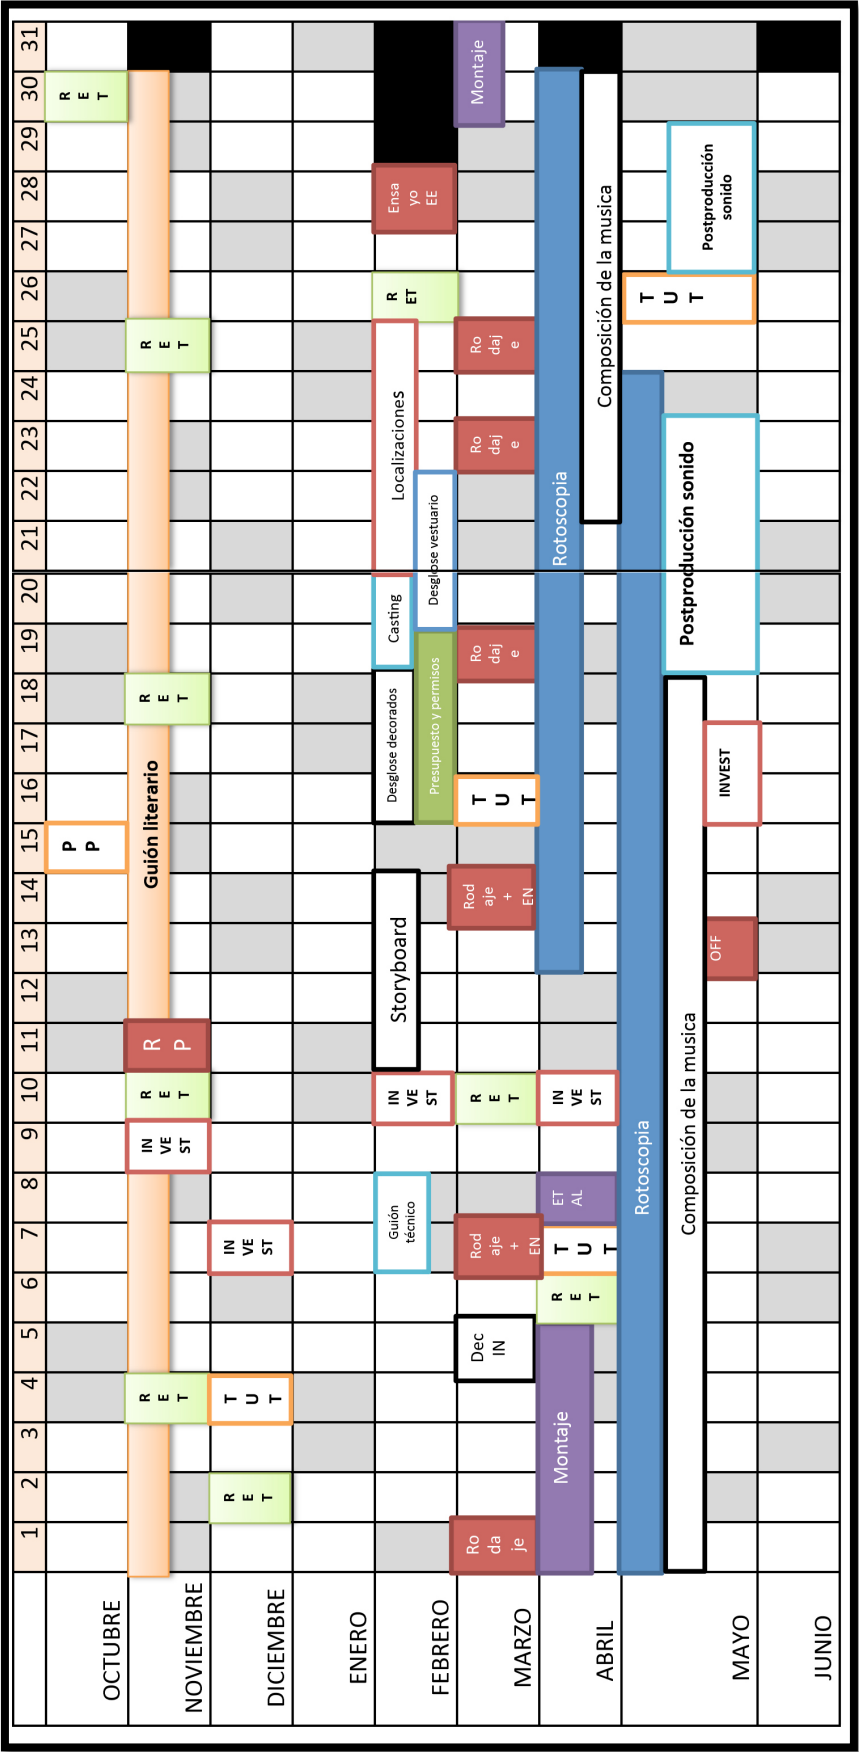 1 2 3 4 5 6 7 8 9 10 11 12 13 14 15 16 17 18 19 20 21 22 23 24 25 26 27 28 29 30 31
OCTUBRE
P
P
R
E
T
NOVIEMBRE
Guión literario
R
E
T
IN
VE
ST
R
E
T
R
P
R
E
T
R
E
T
DICIEMBRE
R
E
T
T
U
T
IN
VE
ST
ENERO
FEBRERO
Guión
técnico
IN
VE
ST
Storyboard
Desglose decorados
Presupuesto y permisos
Casting
Desglose vestuario
Localizaciones
R
ET
Ensa
yo
EE
MARZO
Ro
da
je
Dec
IN
Rod
aje
+
EN
R
E
T
Rod
aje
+
EN
T
U
T
Ro
daj
e
Ro
daj
e
Ro
daj
e
Montaje
ABRIL
Montaje
R
E
T
T
U
T
ET
AL
IN
VE
ST
Rotoscopia
Composición de la musica
MAYO
Rotoscopia
Composición de la musica
OFF
INVEST
Postproducción sonido
T
U
T
Postproducción
sonido
JUNIO